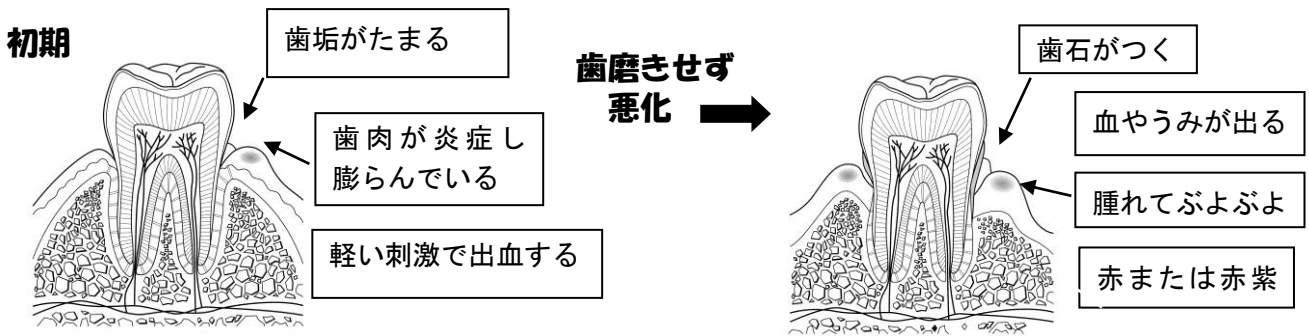 初期
歯垢がたまる
歯肉が炎症し
膨らんでいる
軽い刺激で出血する
歯磨きせず
悪化
歯石がつく
血やうみが出る
腫れてぶよぶよ
赤または赤紫